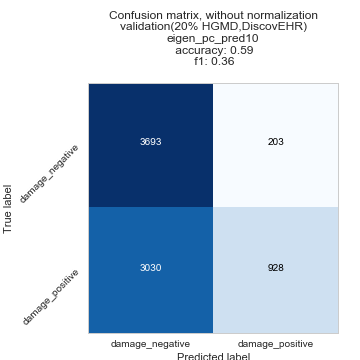 Confusion matrix, without normalization
validation(20% HGMD,DiscovEHR)
eigen_pc_pred10
accuracy: 0.59
f1: 0.36
True label
damage_negative
3693
203
damage_positive
3030
928
damage_negative
damage_positive
Predicted label